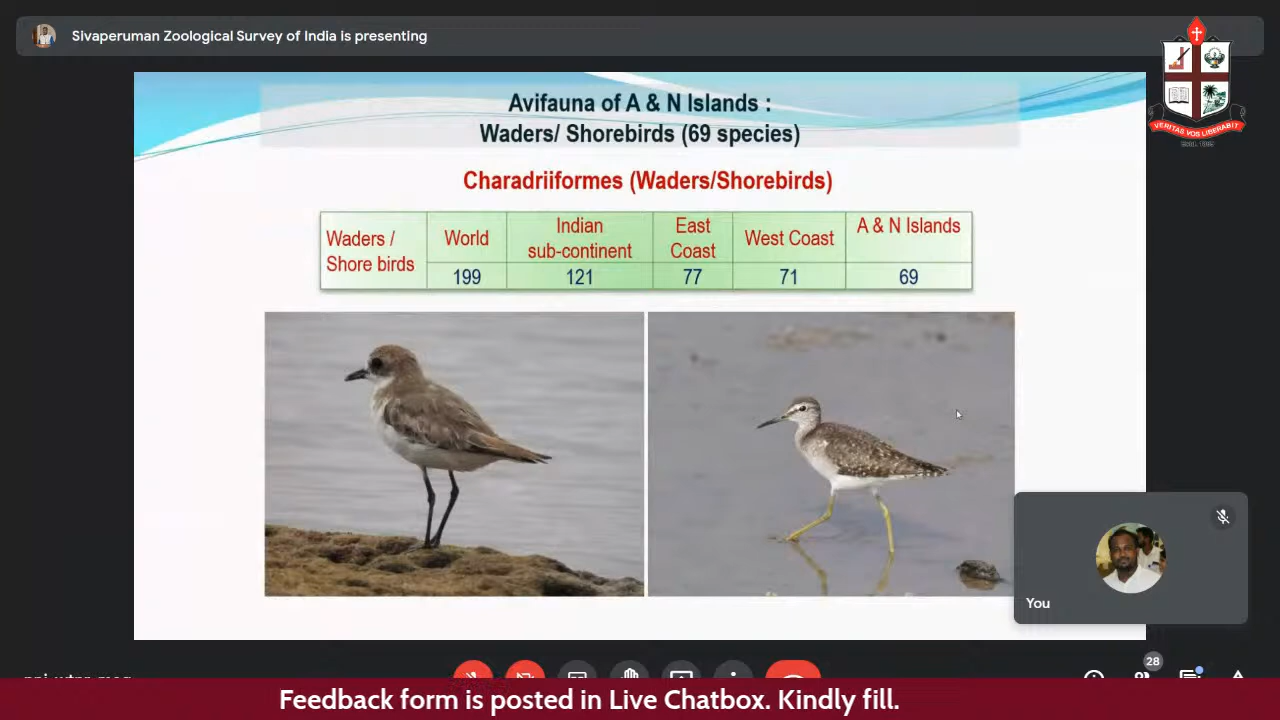 Sivaperuman Zoological Survey of India is presenting
VERITAS VOS LIBERABIT
Avifauna of A & N Islands :
Waders/ Shorebirds (69 species)
Charadriiformes (Waders/Shorebirds)
Waders / Shore birds World Indian sub-continent East Coast West Coast A & N Islands
199 121 77 71 69
You
28
Feedback form is posted in Live Chatbox. Kindly fill.